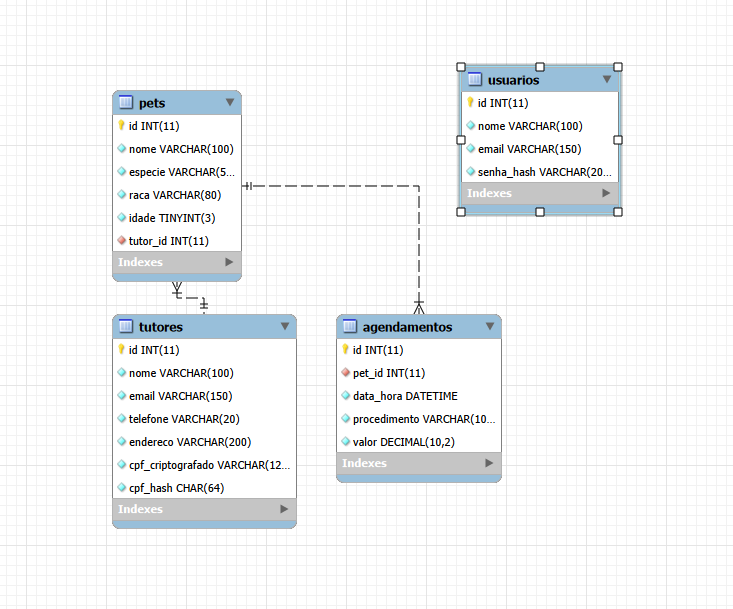 pets
id INT(11)
nome VARCHAR(100)
especie VARCHAR(5...
raca VARCHAR(80)
idade TINYINT(3)
tutor_id INT(11)
Indexes
usuarios
id INT(11)
nome VARCHAR(100)
email VARCHAR(150)
senha_hash VARCHAR(20...
Indexes
tutores
id INT(11)
nome VARCHAR(100)
email VARCHAR(150)
telefone VARCHAR(20)
endereco VARCHAR(200)
cpf_criptografado VARCHAR(12...
cpf_hash CHAR(64)
Indexes
agendamentos
id INT(11)
pet_id INT(11)
data_hora DATETIME
procedimento VARCHAR(10...
valor DECIMAL(10,2)
Indexes